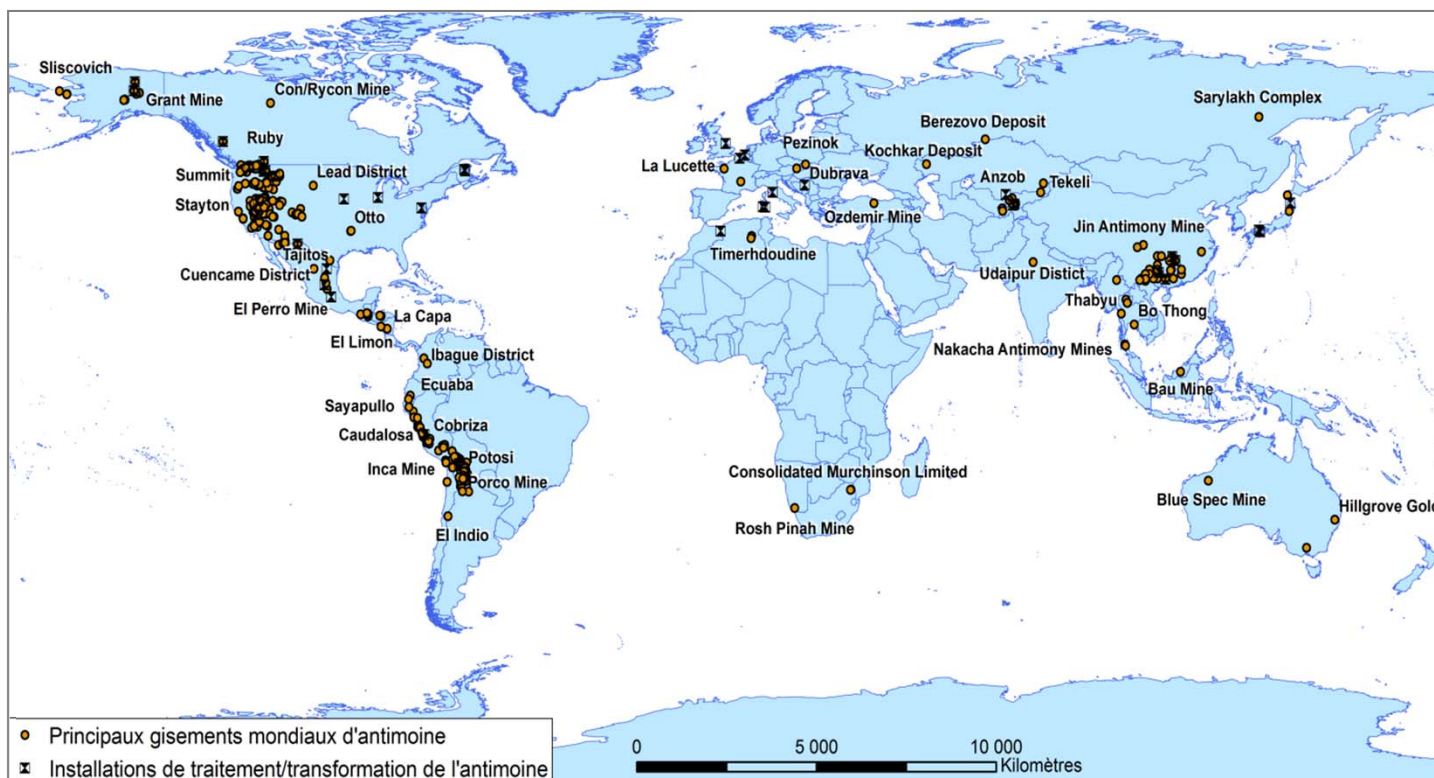 Sliscovich
Grant Mine
Con/Rycon Mine
Sarylakh Complex
Ruby
Berezovo Deposit
Pezinok
Kochkar Deposit
La Lucette
Summit
Lead District
Dubrava
Anzob
Tekeli
Stayton
Otto
Ozdemir Mine
Jin Antimony Mine
Tajitos
Timerhdoudine
Cuencame District
Udaipur Distict
El Perro Mine
La Capa
Thabyu
Bo Thong
El Limon
Ibague District
Nakacha Antimony Mines
Ecuaba
Bau Mine
Sayapullo
Cobriza
Caudalosa
Potosi
Inca Mine
Consolidated Murchinson Limited
Porco Mine
Blue Spec Mine
Hillgrove Gold
Rosh Pinah Mine
El Indio
Principaux gisements mondiaux d'antimoine
Installations de traitement/transformation de l'antimoine
0 5 000 10 000
Kilomètres